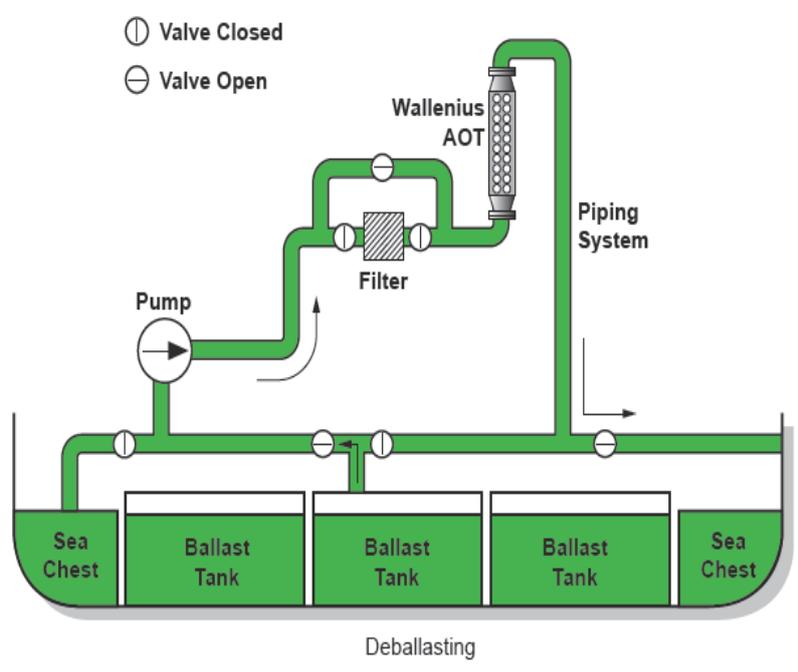 Valve Closed
Valve Open
Wallenius
AOT
Piping
System
Filter
Pump
Sea
Chest
Ballast
Tank
Ballast
Tank
Ballast
Tank
Sea
Chest
Deballasting